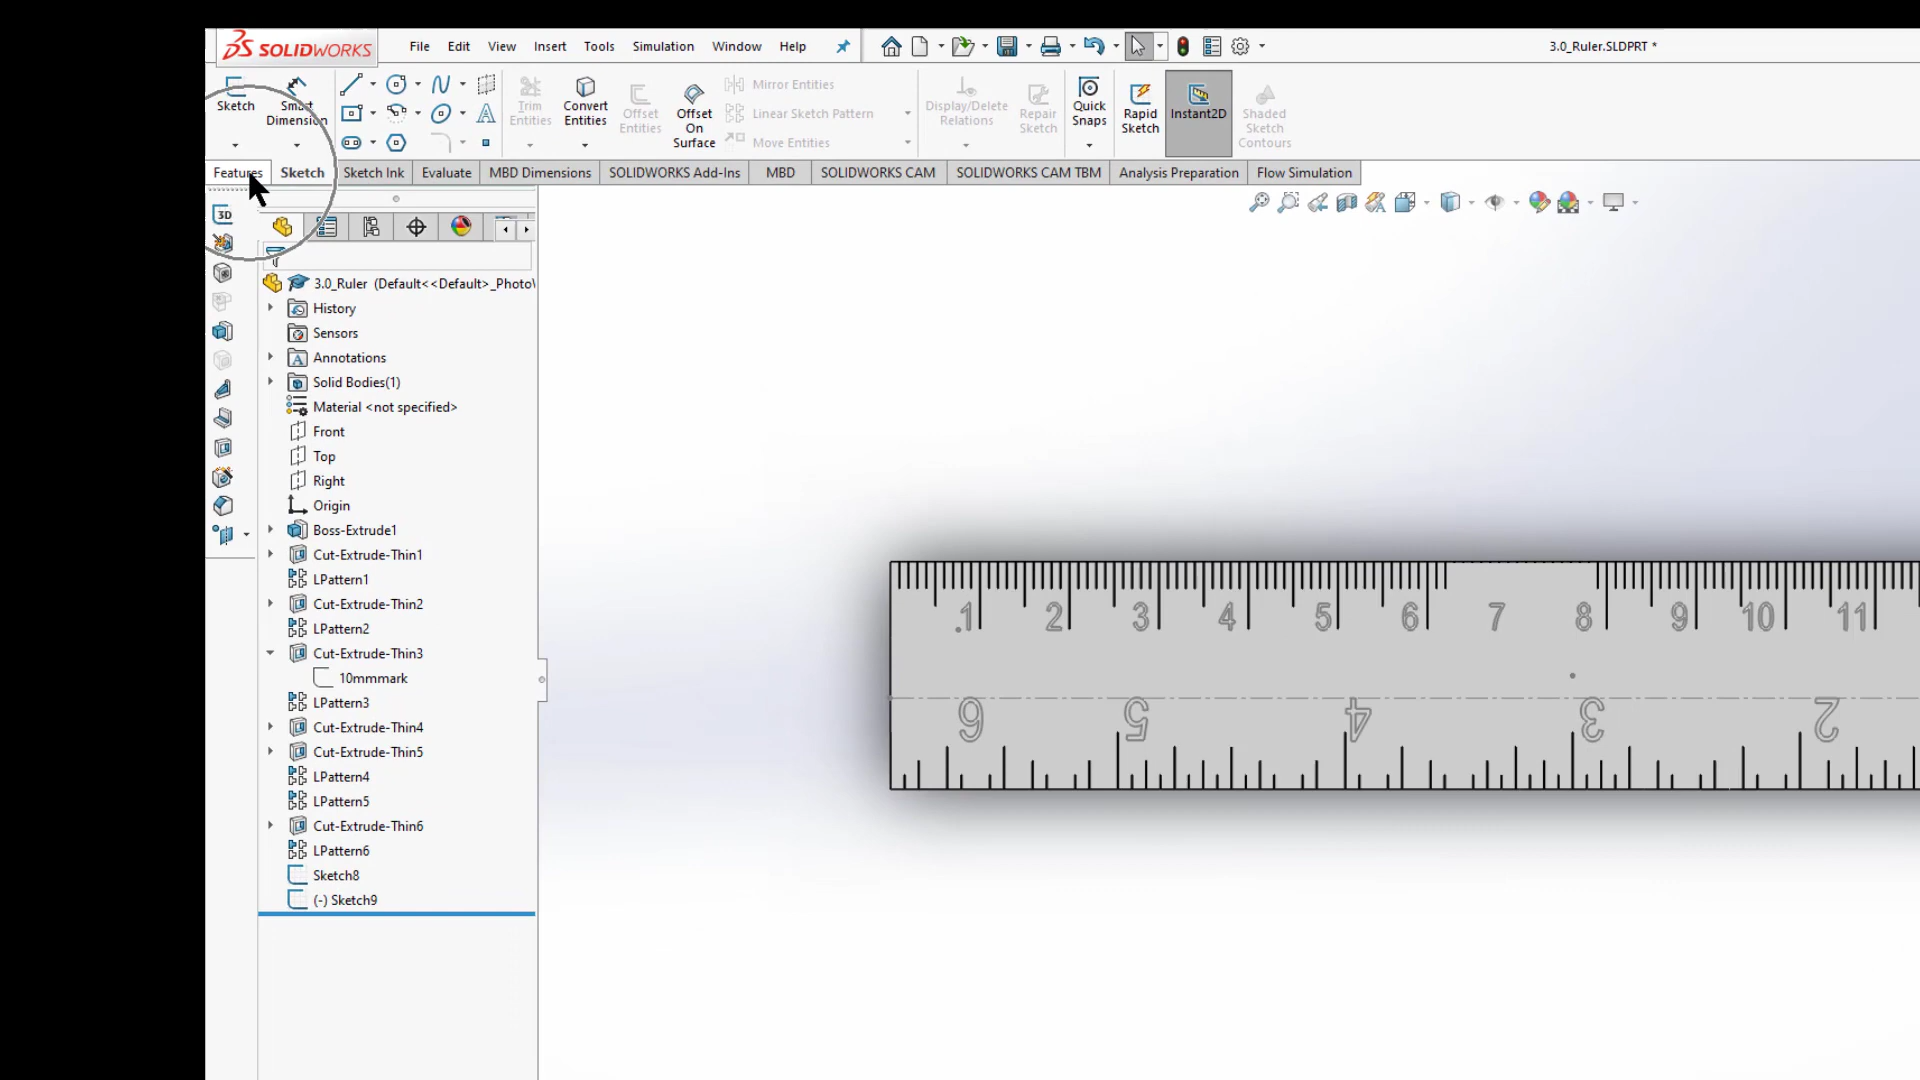 SOLIDWORKS File Edit View Insert Tools Simulation Window Help 3.0_Ruler.SLDPRT *
Sketch Smart Dimension Trim Entities Convert Entities Offset Entities Offset On Surface Mirror Entities Linear Sketch Pattern Move Entities Display/Delete Relations Repair Sketch Quick Snaps Rapid Sketch Instant2D Shaded Sketch Contours
Features Sketch Sketch Ink Evaluate MBD Dimensions SOLIDWORKS Add-Ins MBD SOLIDWORKS CAM SOLIDWORKS CAM TBM Analysis Preparation Flow Simulation
3D
3.0_Ruler (Default<<Default>_Photo
History
Sensors
Annotations
Solid Bodies(1)
Material <not specified>
Front
Top
Right
Origin
Boss-Extrude1
Cut-Extrude-Thin1
LPattern1
Cut-Extrude-Thin2
LPattern2
Cut-Extrude-Thin3
10mmmark
LPattern3
Cut-Extrude-Thin4
Cut-Extrude-Thin5
LPattern4
LPattern5
Cut-Extrude-Thin6
LPattern6
Sketch8
(-) Sketch9
.1 2 3 4 5 6 7 8 9 10 11
6 5 4 3 2